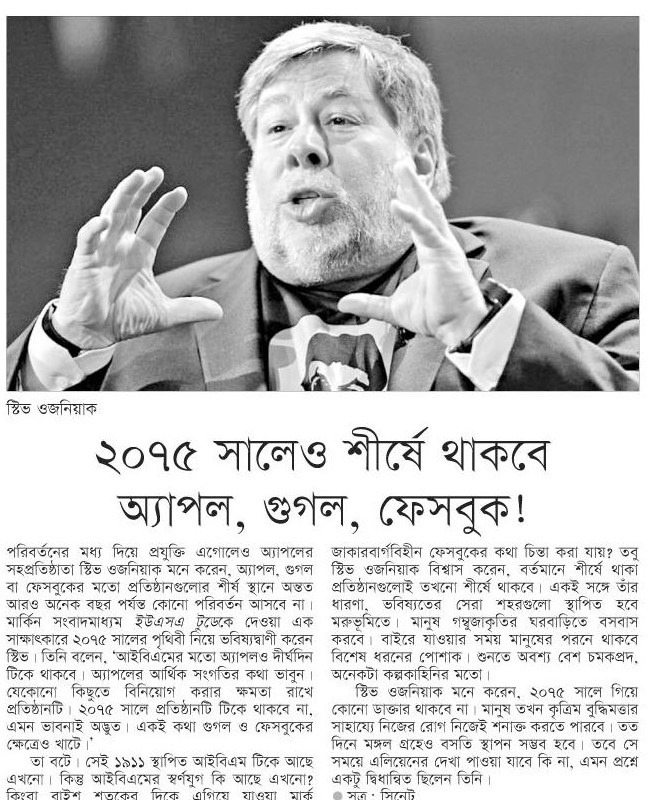 স্টিভ ওজনিয়াক
২০৭৫ সালেও শীর্ষে থাকবে
অ্যাপল, গুগল, ফেসবুক!
পরিবর্তনের মধ্য দিয়ে প্রযুক্তি এগোলেও অ্যাপলের
সহপ্রতিষ্ঠাতা স্টিভ ওজনিয়াক মনে করেন, অ্যাপল, গুগল
বা ফেসবুকের মতো প্রতিষ্ঠানগুলোর শীর্ষ স্থানে অন্তত
আরও অনেক বছর পর্যন্ত কোনো পরিবর্তন আসবে না।
মার্কিন সংবাদমাধ্যম ইউএসএ টুডেকে দেওয়া এক
সাক্ষাৎকারে ২০৭৫ সালের পৃথিবী নিয়ে ভবিষ্যদ্বাণী করেন
স্টিভ। তিনি বলেন, ‘আইবিএমের মতো অ্যাপলও দীর্ঘদিন
টিকে থাকবে। অ্যাপলের আর্থিক সংগতির কথা ভাবুন।
যেকোনো কিছুতে বিনিয়োগ করার ক্ষমতা রাখে
প্রতিষ্ঠানটি। ২০৭৫ সালে প্রতিষ্ঠানটি টিকে থাকবে না,
এমন ভাবনাই অদ্ভুত। একই কথা গুগল ও ফেসবুকের
ক্ষেত্রেও খাটে।’
তা বটে। সেই ১৯১১ স্থাপিত আইবিএম টিকে আছে
এখনো। কিন্তু আইবিএমের স্বর্ণযুগ কি আছে এখনো?
কিংবা বাইশ শতকের দিকে এগিয়ে যাওয়া মার্ক
জাকারবার্গবিহীন ফেসবুকের কথা চিন্তা করা যায়? তবু
স্টিভ ওজনিয়াক বিশ্বাস করেন, বর্তমানে শীর্ষে থাকা
প্রতিষ্ঠানগুলোই তখনো শীর্ষে থাকবে। একই সঙ্গে তাঁর
ধারণা, ভবিষ্যতের সেরা শহরগুলো স্থাপিত হবে
মরুভূমিতে। মানুষ গম্বুজাকৃতির ঘরবাড়িতে বসবাস
করবে। বাইরে যাওয়ার সময় মানুষের পরনে থাকবে
বিশেষ ধরনের পোশাক। শুনতে অবশ্য বেশ চমকপ্রদ,
অনেকটা কল্পকাহিনির মতো।
স্টিভ ওজনিয়াক মনে করেন, ২০৭৫ সালে গিয়ে
কোনো ডাক্তার থাকবে না। মানুষ তখন কৃত্রিম বুদ্ধিমত্তার
সাহায্যে নিজের রোগ নিজেই শনাক্ত করতে পারবে। তত
দিনে মঙ্গল গ্রহেও বসতি স্থাপন সম্ভব হবে। তবে সে
সময়ে এলিয়েনের দেখা পাওয়া যাবে কি না, এমন প্রশ্নে
একটু দ্বিধান্বিত ছিলেন তিনি।
● সূত্র : সিনেট